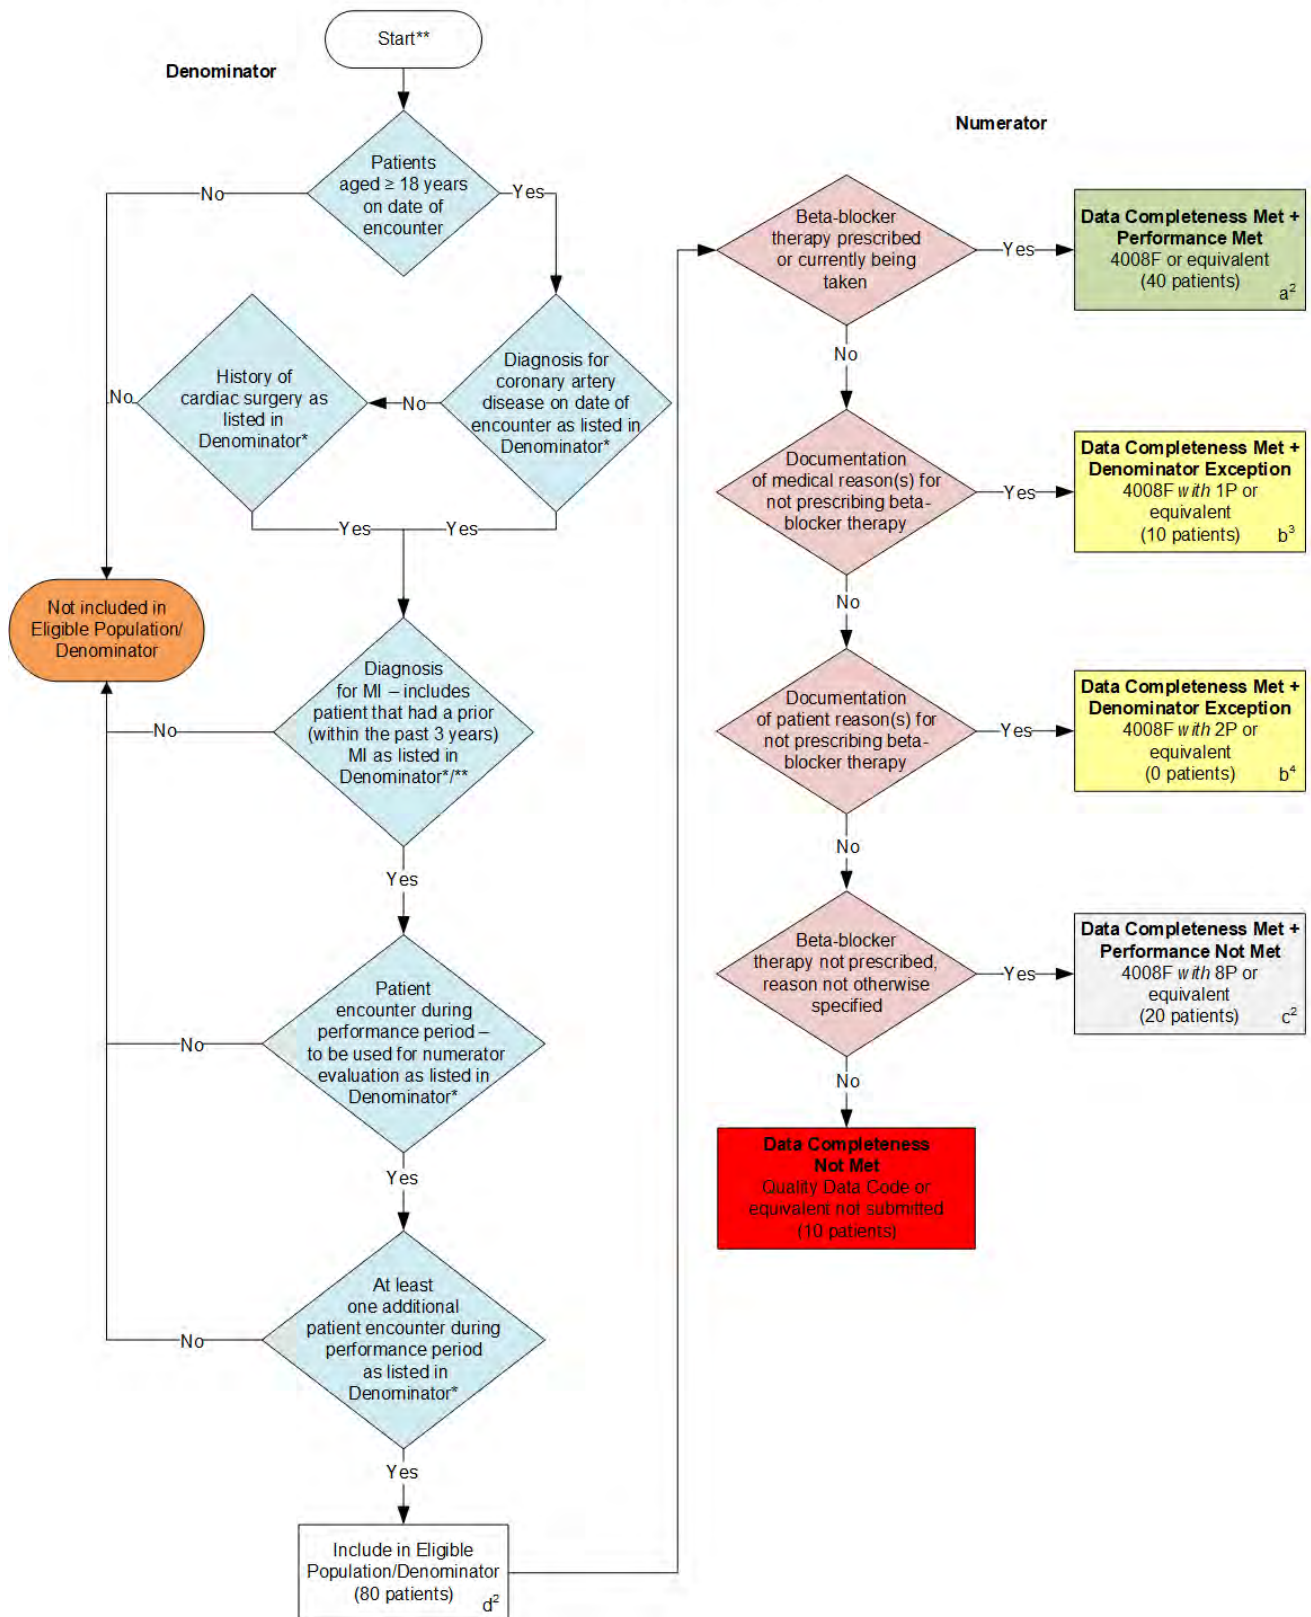 Start**
Denominator
Patients
aged ≥ 18 years
on date of
encounter
No
Yes
Diagnosis for
coronary artery
disease on date of
encounter as listed in
Denominator*
No
History of
cardiac surgery as
listed in
Denominator*
No
Yes
Yes
Not included in
Eligible Population/
Denominator
Diagnosis
for MI – includes
patient that had a prior
(within the past 3 years)
MI as listed in
Denominator*/**
No
Yes
Patient
encounter during
performance period –
to be used for numerator
evaluation as listed in
Denominator*
No
Yes
At least
one additional
patient encounter during
performance period
as listed in
Denominator*
No
Yes
Include in Eligible
Population/Denominator
(80 patients)
d²
Numerator
Beta-blocker
therapy prescribed
or currently being
taken
Yes
Data Completeness Met +
Performance Met
4008F or equivalent
(40 patients)
a²
No
Documentation
of medical reason(s) for
not prescribing beta-
blocker therapy
Yes
Data Completeness Met +
Denominator Exception
4008F with 1P or
equivalent
(10 patients)
b³
No
Documentation
of patient reason(s) for
not prescribing beta-
blocker therapy
Yes
Data Completeness Met +
Denominator Exception
4008F with 2P or
equivalent
(0 patients)
b⁴
No
Beta-blocker
therapy not prescribed,
reason not otherwise
specified
Yes
Data Completeness Met +
Performance Not Met
4008F with 8P or
equivalent
(20 patients)
c²
No
Data Completeness
Not Met
Quality Data Code or
equivalent not submitted
(10 patients)